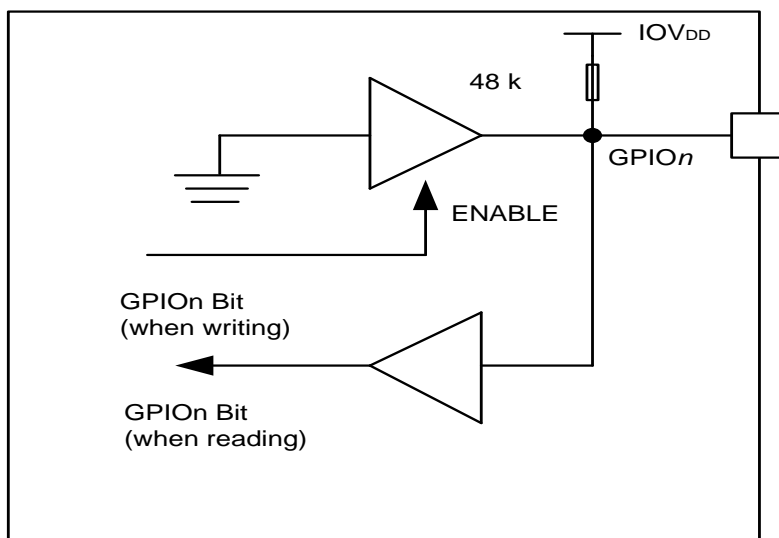 IOVDD
48 k
GPIOn
ENABLE
GPIOn Bit
(when writing)
GPIOn Bit
(when reading)